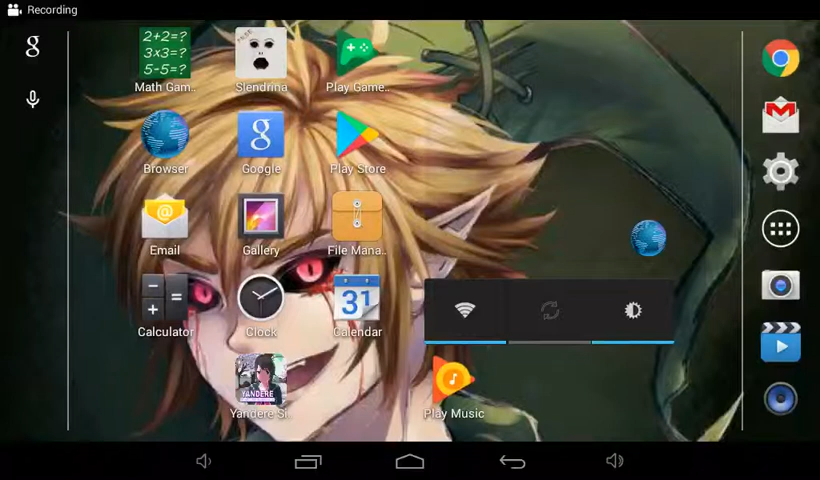 Recording
g
2+2=?
3x3=?
5-5=?
Math Gam..
Slendrina
Play Game..
Browser
g
Google
Play Store
@
Email
Gallery
File Mana..
Calculator
Clock
31
Calendar
YANDERE
Yandere Si..
Play Music